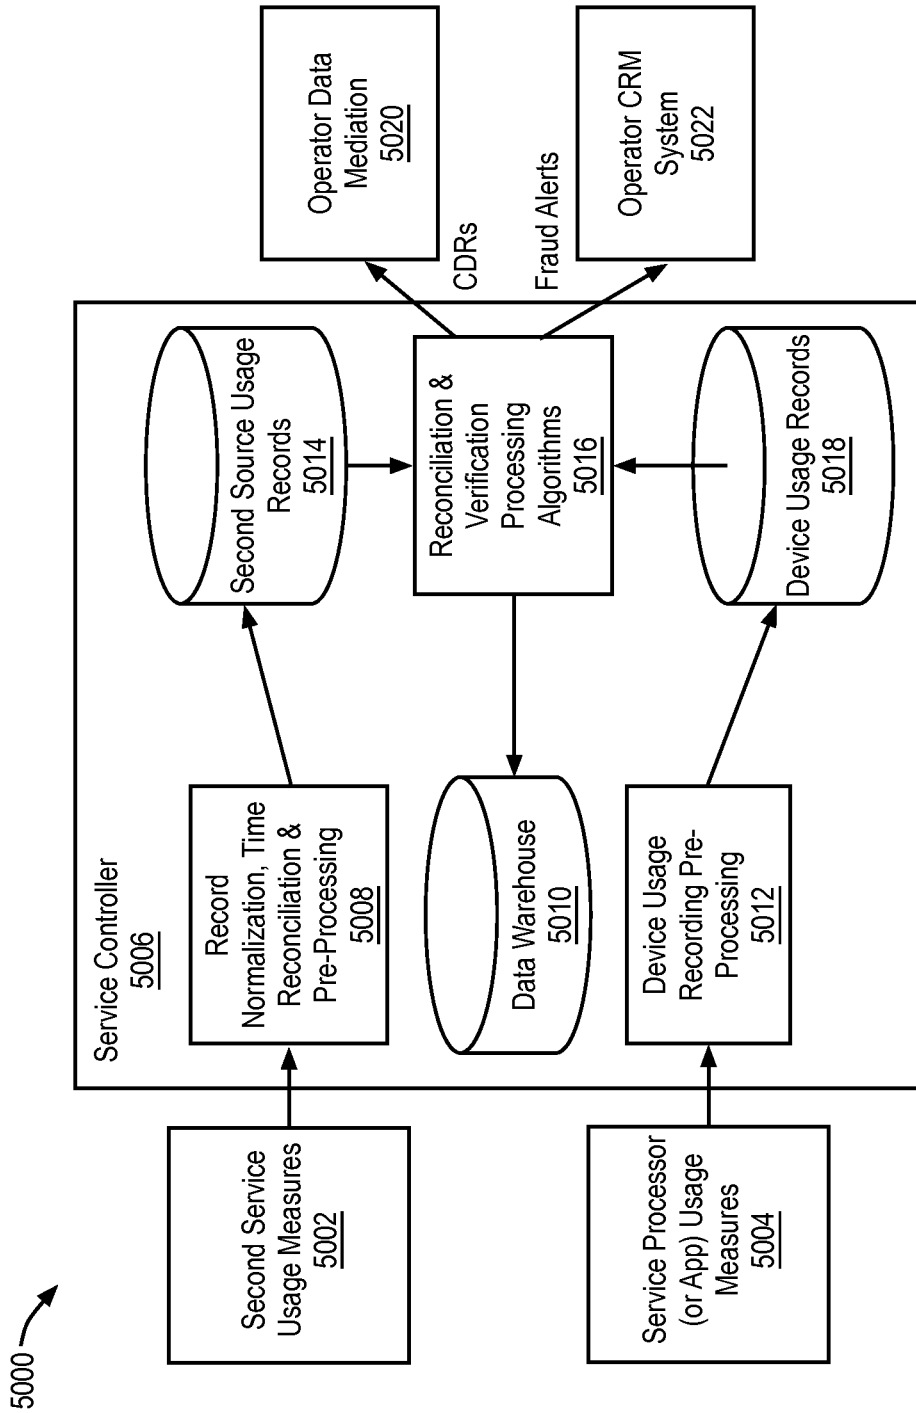 5000
Second Service
Usage Measures
5002
Service Processor
(or App) Usage
Measures
5004
Service Controller
5006
Record
Normalization, Time
Reconciliation &
Pre-Processing
5008
Data Warehouse
5010
Device Usage
Recording Pre-
Processing
5012
Second Source Usage
Records
5014
Reconciliation &
Verification
Processing
Algorithms
5016
Device Usage Records
5018
CDRs
Fraud Alerts
Operator Data
Mediation
5020
Operator CRM
System
5022